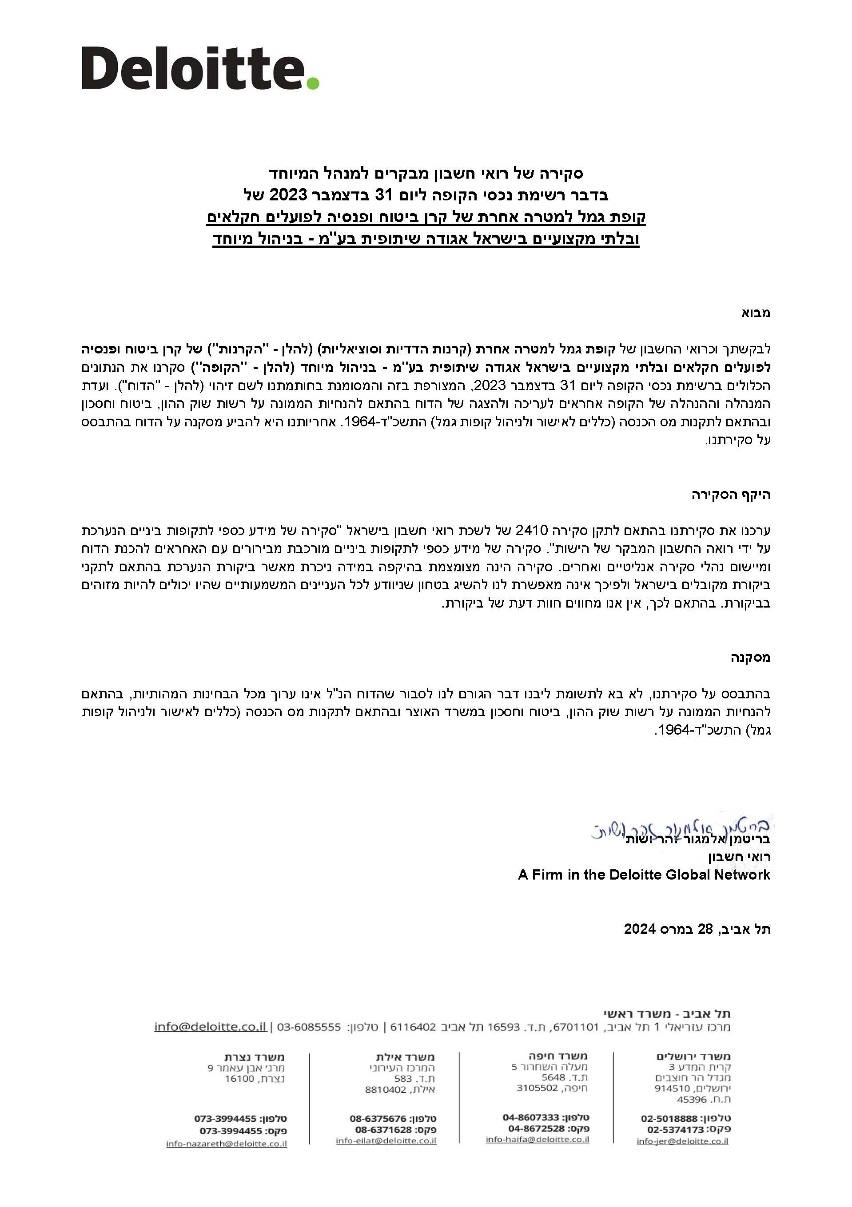 Deloitte.
סקירה של רואי חשבון מבקרים למנהל המיוחד
בדבר רשימת נכסי הקופה ליום 31 בדצמבר 2023 של
קופת גמל למטרה אחרת של קרן ביטוח ופנסיה לפועלים חקלאים
ובלתי מקצועיים בישראל אגודה שיתופית בע"מ - בניהול מיוחד
מבוא
לבקשתך וכרואי החשבון של קופת גמל למטרה אחרת (קרנות הדדיות וסוציאליות) (להלן - "הקרנות") של קרן ביטוח ופנסיה
לפועלים חקלאים ובלתי מקצועיים בישראל אגודה שיתופית בע"מ - בניהול מיוחד (להלן - "הקופה") סקרנו את הנתונים
הכלולים ברשימת נכסי הקופה ליום 31 בדצמבר 2023, המצורפת בזה והמסומנת בחותמתנו לשם זיהוי (להלן - "הדוח"). ועדת
המנהלה וההנהלה של הקופה אחראים לעריכה ולהצגה של הדוח בהתאם להנחיות הממונה על רשות שוק ההון, ביטוח וחסכון
ובהתאם לתקנות מס הכנסה (כללים לאישור ולניהול קופות גמל) התשכ"ד-1964. אחריותנו היא להביע מסקנה על הדוח בהתבסס
על סקירתנו.
היקף הסקירה
ערכנו את סקירתנו בהתאם לתקן סקירה 2410 של לשכת רואי חשבון בישראל "סקירה של מידע כספי לתקופות ביניים הנערכת
על ידי רואה החשבון המבקר של הישות". סקירה של מידע כספי לתקופות ביניים מורכבת מבירורים עם האחראים להכנת הדוח
ומיישום נהלי סקירה אנליטיים ואחרים. סקירה הינה מצומצמת בהיקפה במידה ניכרת מאשר ביקורת הנערכת בהתאם לתקני
ביקורת מקובלים בישראל ולפיכך אינה מאפשרת לנו להשיג בטחון שניוודע לכל העניינים המשמעותיים שהיו יכולים להיות מזוהים
בביקורת. בהתאם לכך, אין אנו מחווים חוות דעת של ביקורת.
מסקנה
בהתבסס על סקירתנו, לא בא לתשומת ליבנו דבר הגורם לנו לסבור שהדוח הנ"ל אינו ערוך מכל הבחינות המהותיות, בהתאם
להנחיות הממונה על רשות שוק ההון, ביטוח וחסכון במשרד האוצר ובהתאם לתקנות מס הכנסה (כללים לאישור ולניהול קופות
גמל) התשכ"ד-1964.
בריטמן אלמגור זהר ושות'
בריטמן אלמגור זהר ושות'
רואי חשבון
A Firm in the Deloitte Global Network
תל אביב, 28 במרס 2024
תל אביב - משרד ראשי
מרכז עזריאלי 1 תל אביב, 6701101, ת.ד. 16593 תל אביב 6116402 | טלפון: 03-6085555 | info@deloitte.co.il
משרד ירושלים
קרית המדע 3
מגדל הר חוצבים
ירושלים, 914510
ת.ח. 45396
טלפון: 02-5018888
פקס: 02-5374173
info-jer@deloitte.co.il
משרד חיפה
מעלה השחרור 5
ת.ד. 5648
חיפה, 3105502
טלפון: 04-8607333
פקס: 04-8672528
info-haifa@deloitte.co.il
משרד אילת
המרכז העירוני
ת.ד. 583
אילת, 8810402
טלפון: 08-6375676
פקס: 08-6371628
info-eilat@deloitte.co.il
משרד נצרת
מרג' אבן עאמר 9
נצרת, 16100
טלפון: 073-3994455
פקס: 073-3994455
info-nazareth@deloitte.co.il